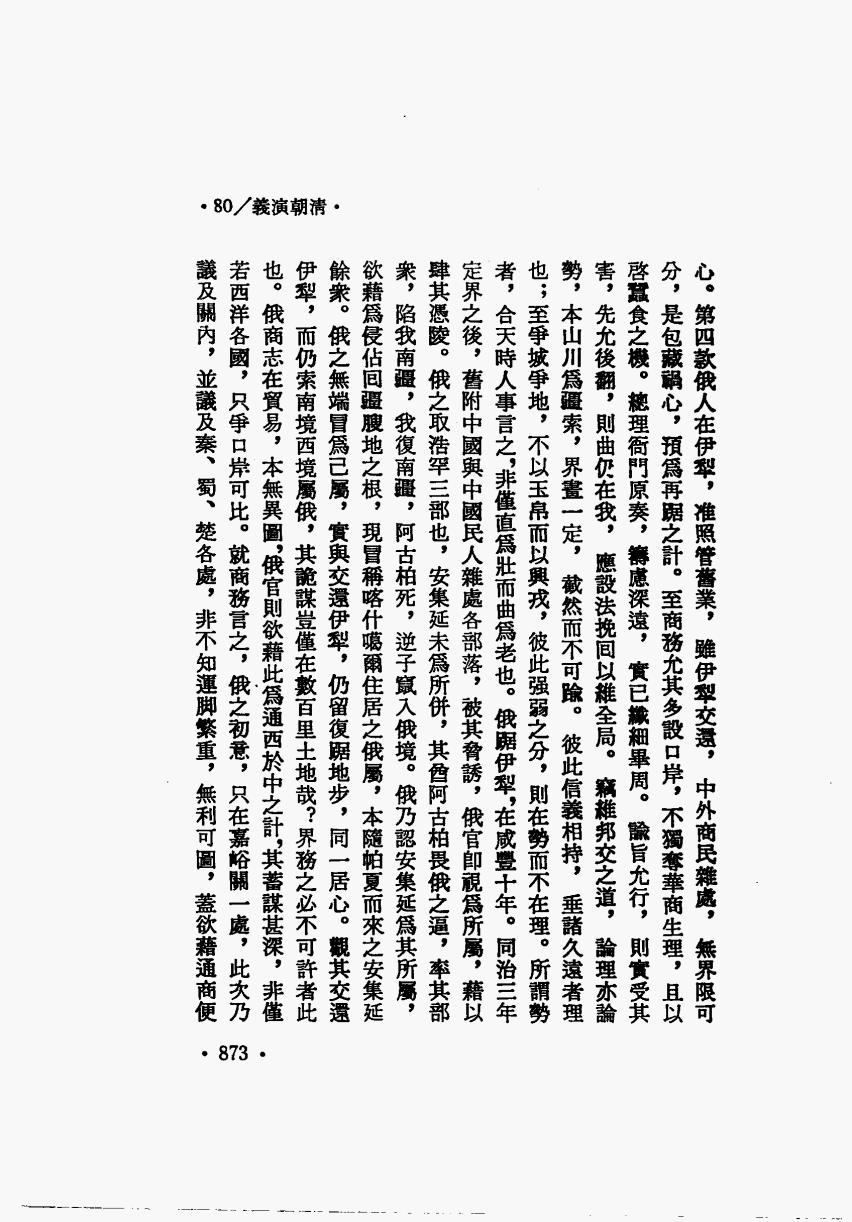 ·80／義演朝清·
心。第四款俄人在伊犁，准照管舊業，雖伊犁交還，中外商民雜處，無界限可
分，是包藏禍心，預爲再踞之計。至商務允其多設口岸，不獨奪華商生理，且以
啓蠶食之機。總理衙門原奏，籌慮深遠，實已纖細畢周。諭旨允行，則實受其
害，先允後翻，則曲仍在我，應設法挽回以維全局。竊維邦交之道，論理亦論
勢，本山川爲疆索，界畫一定，截然而不可踰。彼此信義相持，垂諸久遠者理
也；至爭城爭地，不以玉帛而以興戎，彼此强弱之分，則在勢而不在理。所謂勢
者，合天時人事言之，非僅直爲壯而曲爲老也。俄踞伊犁，在咸豐十年。同治三年
定界之後，舊附中國與中國民人雜處各部落，被其脅誘，俄官卽視爲所屬，藉以
肆其憑陵。俄之取浩罕三部也，安集延未爲所併，其酋阿古柏畏俄之逼，率其部
衆，陷我南疆，我復南疆，阿古柏死，逆子竄入俄境。俄乃認安集延爲其所屬，
欲藉爲侵佔回疆腴地之根，現冒稱喀什噶爾住居之俄屬，本隨帕夏而來之安集延
餘衆。俄之無端冒爲己屬，實與交還伊犁，仍留復踞地步，同一居心。觀其交還
伊犁，而仍索南境西境屬俄，其詭謀豈僅在數百里土地哉？界務之必不可許者此
也。俄商志在貿易，本無異圖，俄官則欲藉此爲通西於中之計，其蓄謀甚深，非僅
若西洋各國，只爭口岸可比。就商務言之，俄之初意，只在嘉峪關一處，此次乃
議及關內，並議及秦、蜀、楚各處，非不知運脚繁重，無利可圖，蓋欲藉通商便
·873·